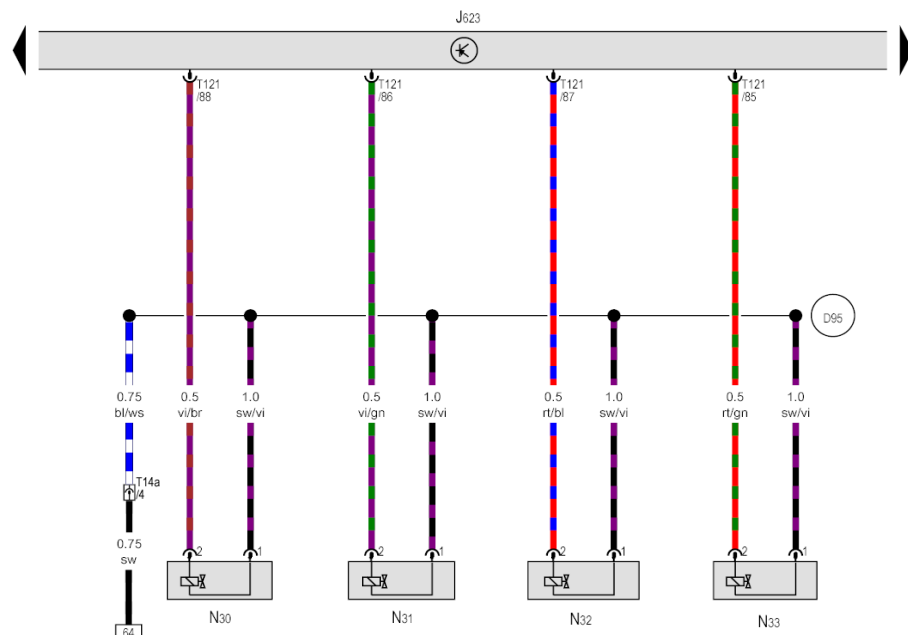 J623
T121
/88
T121
/86
T121
/87
T121
/85
D95
0.75
bl/ws
0.5
vi/br
1.0
sw/vi
0.5
vi/gn
1.0
sw/vi
0.5
rt/bl
1.0
sw/vi
0.5
rt/gn
1.0
sw/vi
T14a
/4
0.75
sw
2
1
2
1
2
1
2
1
N30
N31
N32
N33
64